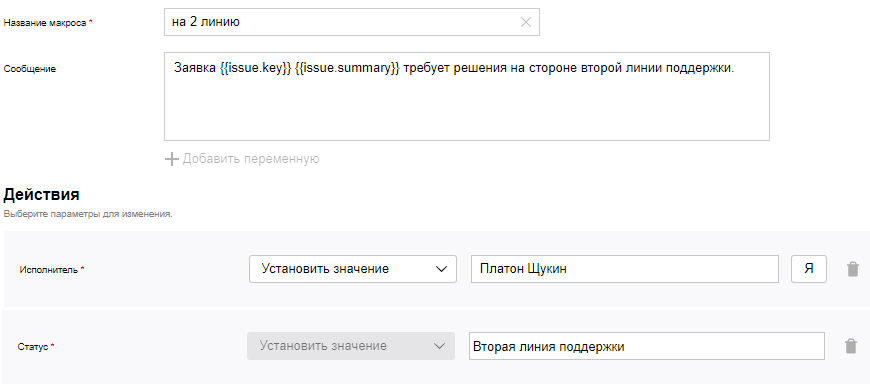 Название макроса * на 2 линию
Сообщение Заявка {{issue.key}} {{issue.summary}} требует решения на стороне второй линии поддержки.
Добавить переменную
Действия
Выберите параметры для изменения.
Исполнитель * Установить значение Платон Щукин Я
Статус * Установить значение Вторая линия поддержки